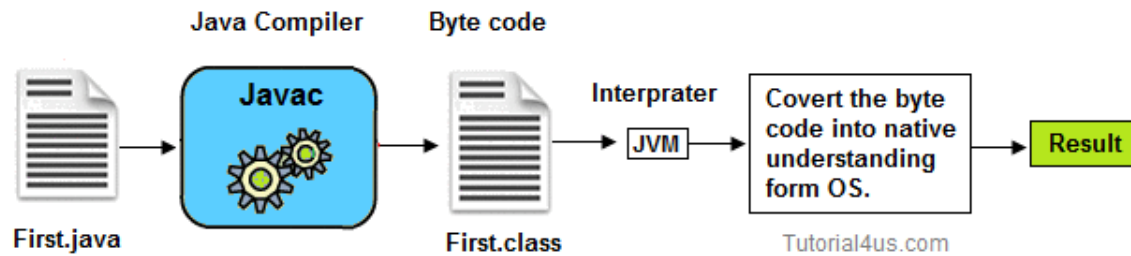 Java Compiler
Byte code
Javac
Interprater
JVM
Covert the byte
code into native
understanding
form OS.
Result
First.java
First.class
Tutorial4us.com